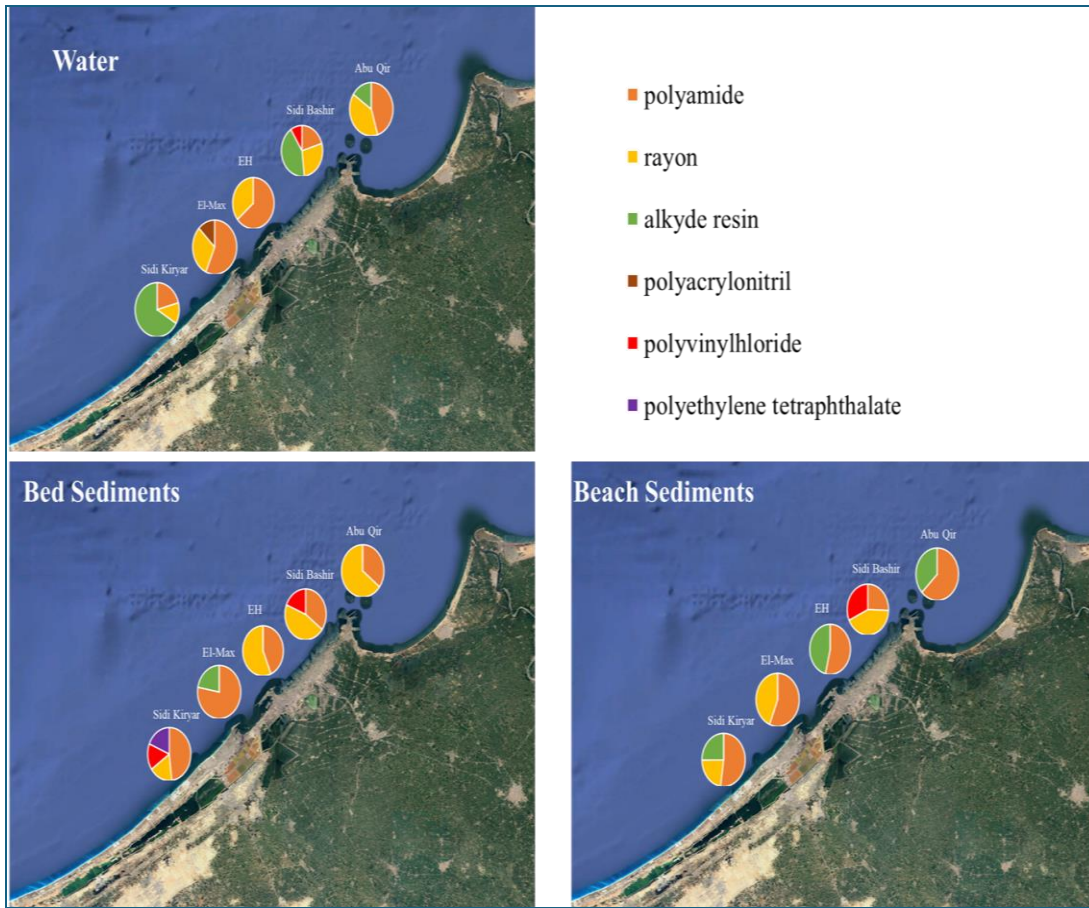 Water
Abu Qir
Sidi Bashir
EH
El-Max
Sidi Kiryar
polyamide
rayon
alkyde resin
polyacrylonitril
polyvinylhloride
polyethylene tetraphthalate
Bed Sediments
Abu Qir
Sidi Bashir
EH
El-Max
Sidi Kiryar
Beach Sediments
Abu Qir
Sidi Bashir
EH
El-Max
Sidi Kiryar